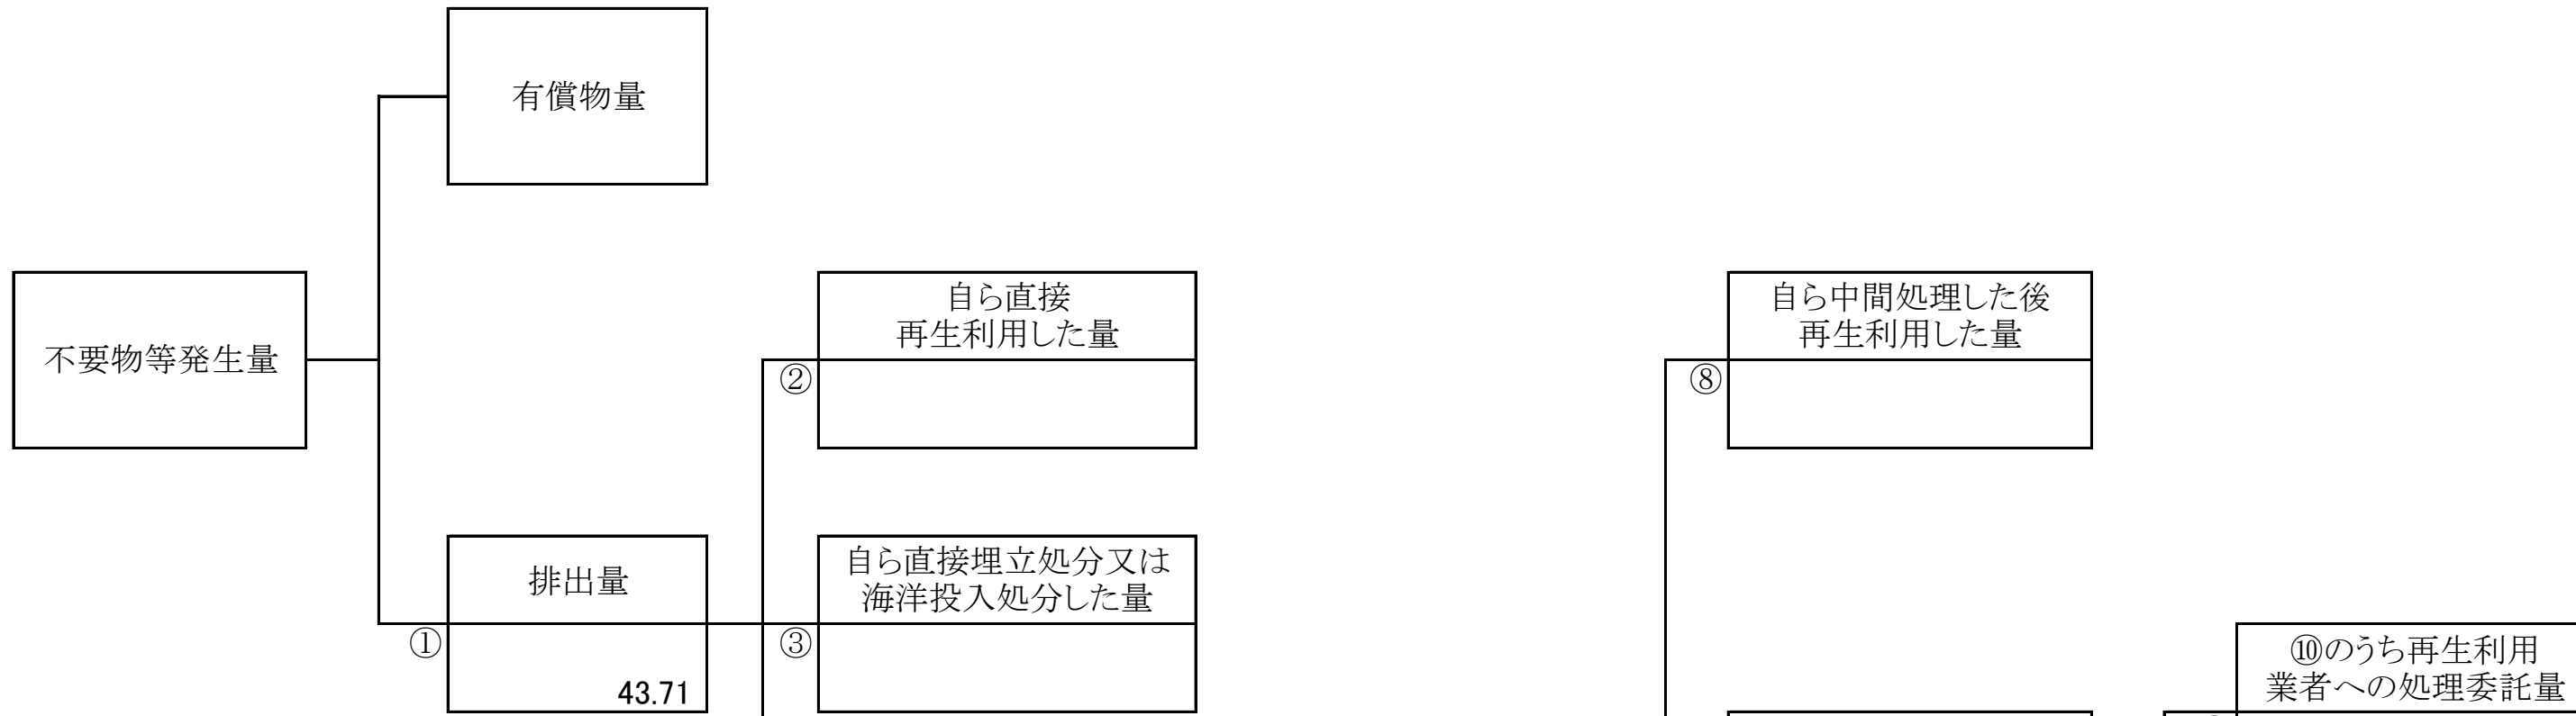 有償物量
不要物等発生量
自ら直接
再生利用した量
②
自ら中間処理した後
再生利用した量
⑧
排出量
①
43.71
自ら直接埋立処分又は
海洋投入処分した量
③
⑩のうち再生利用
業者への処理委託量